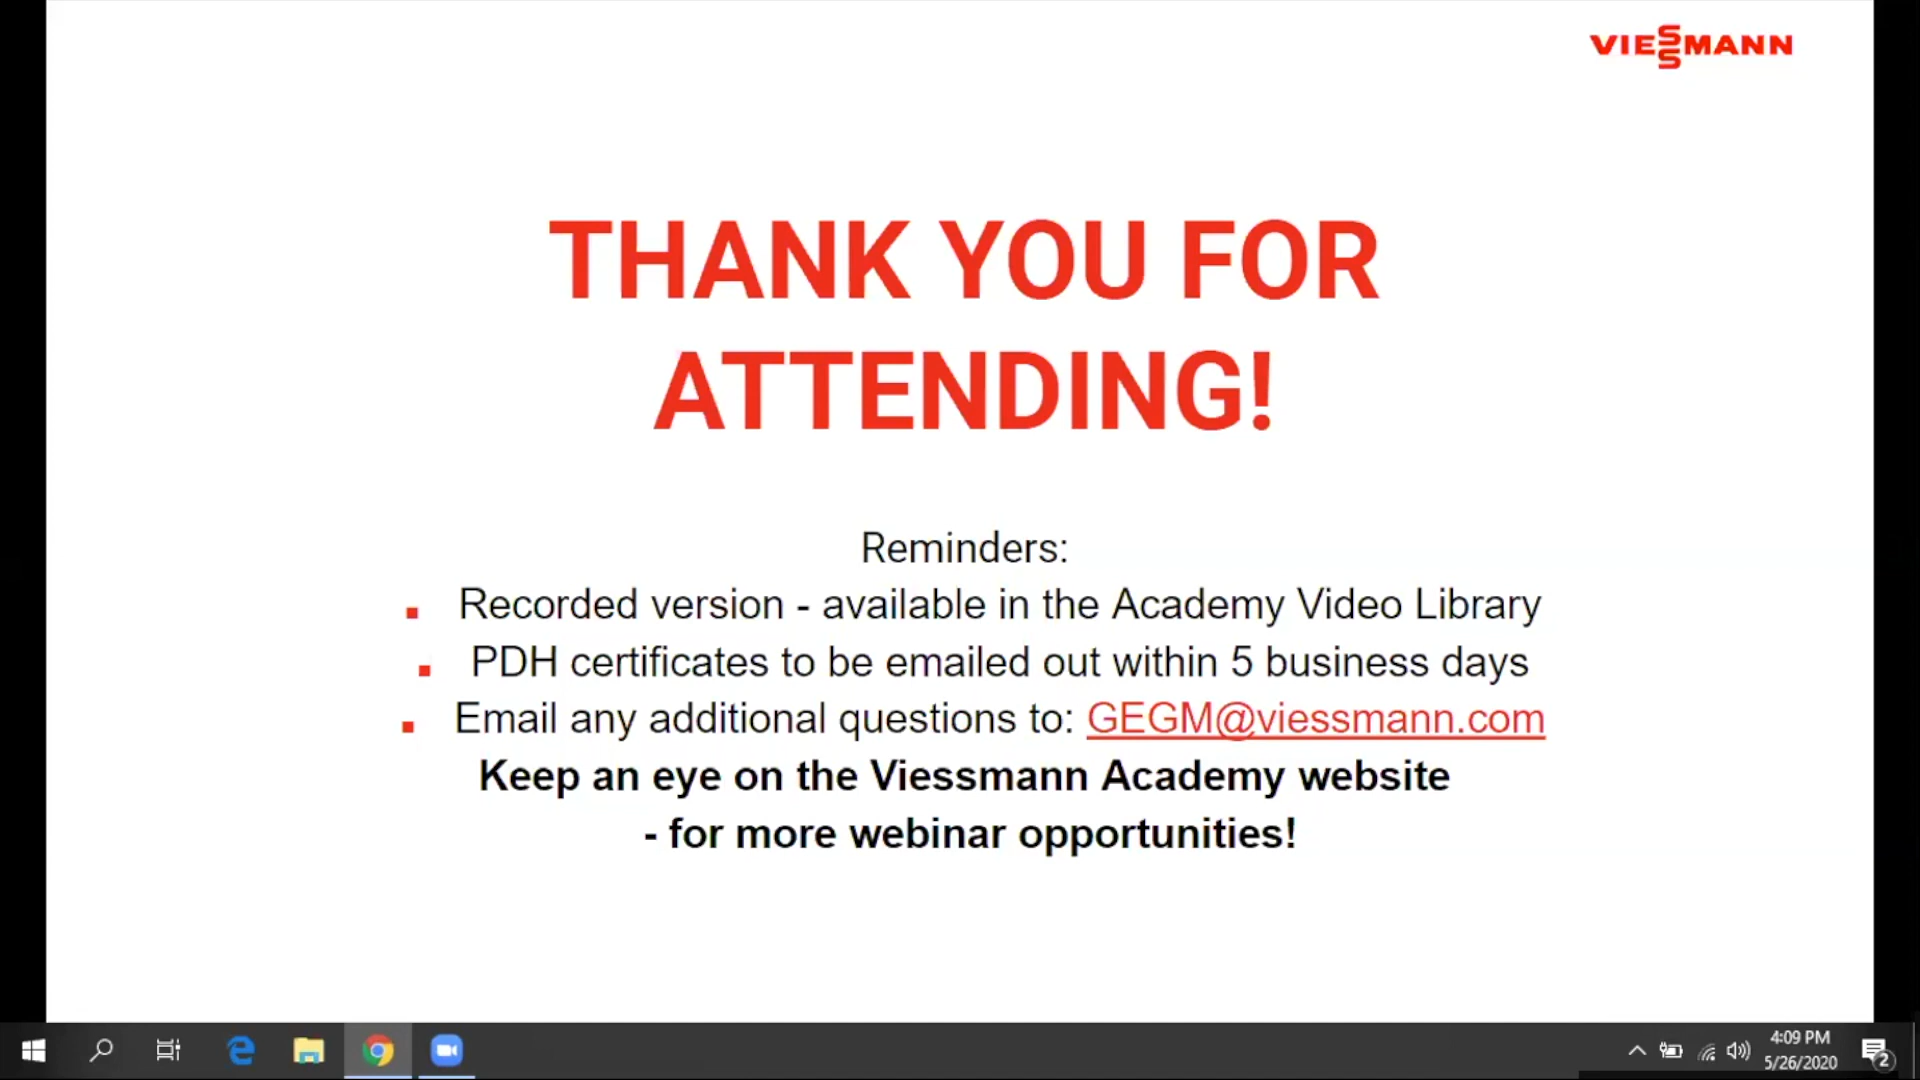 VIESSMANN
THANK YOU FOR
ATTENDING!
Reminders:
Recorded version - available in the Academy Video Library
PDH certificates to be emailed out within 5 business days
Email any additional questions to: GEGM@viessmann.com
Keep an eye on the Viessmann Academy website
- for more webinar opportunities!
4:09 PM
5/26/2020
2